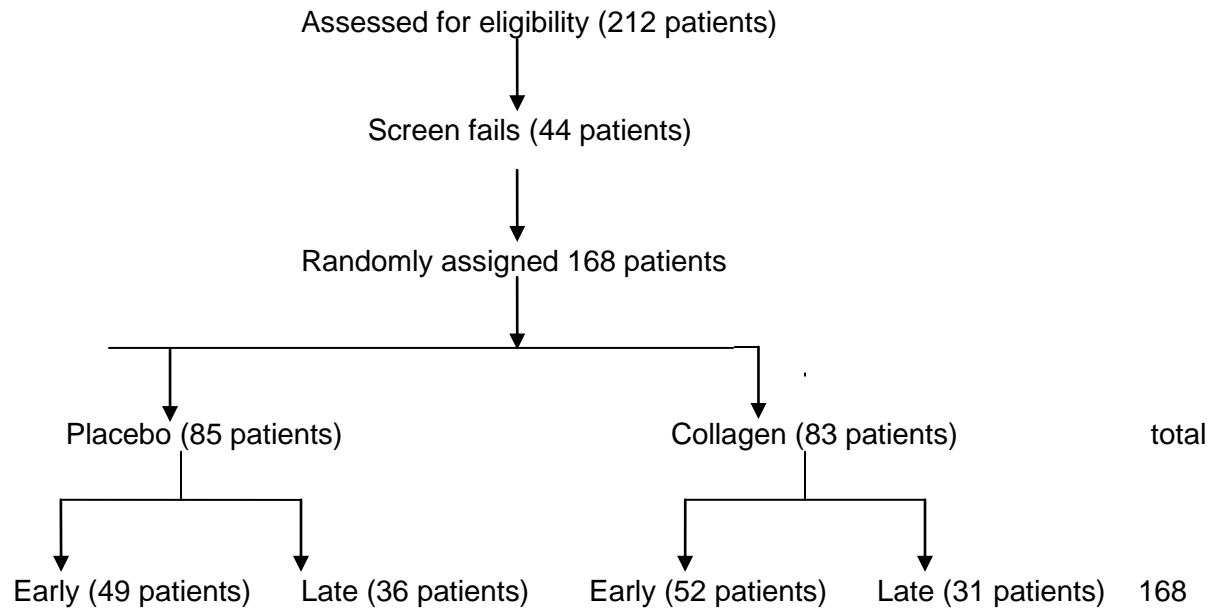 Assessed for eligibility (212 patients)
Screen fails (44 patients)
Randomly assigned 168 patients
Placebo (85 patients) Collagen (83 patients) total
Early (49 patients) Late (36 patients) Early (52 patients) Late (31 patients) 168